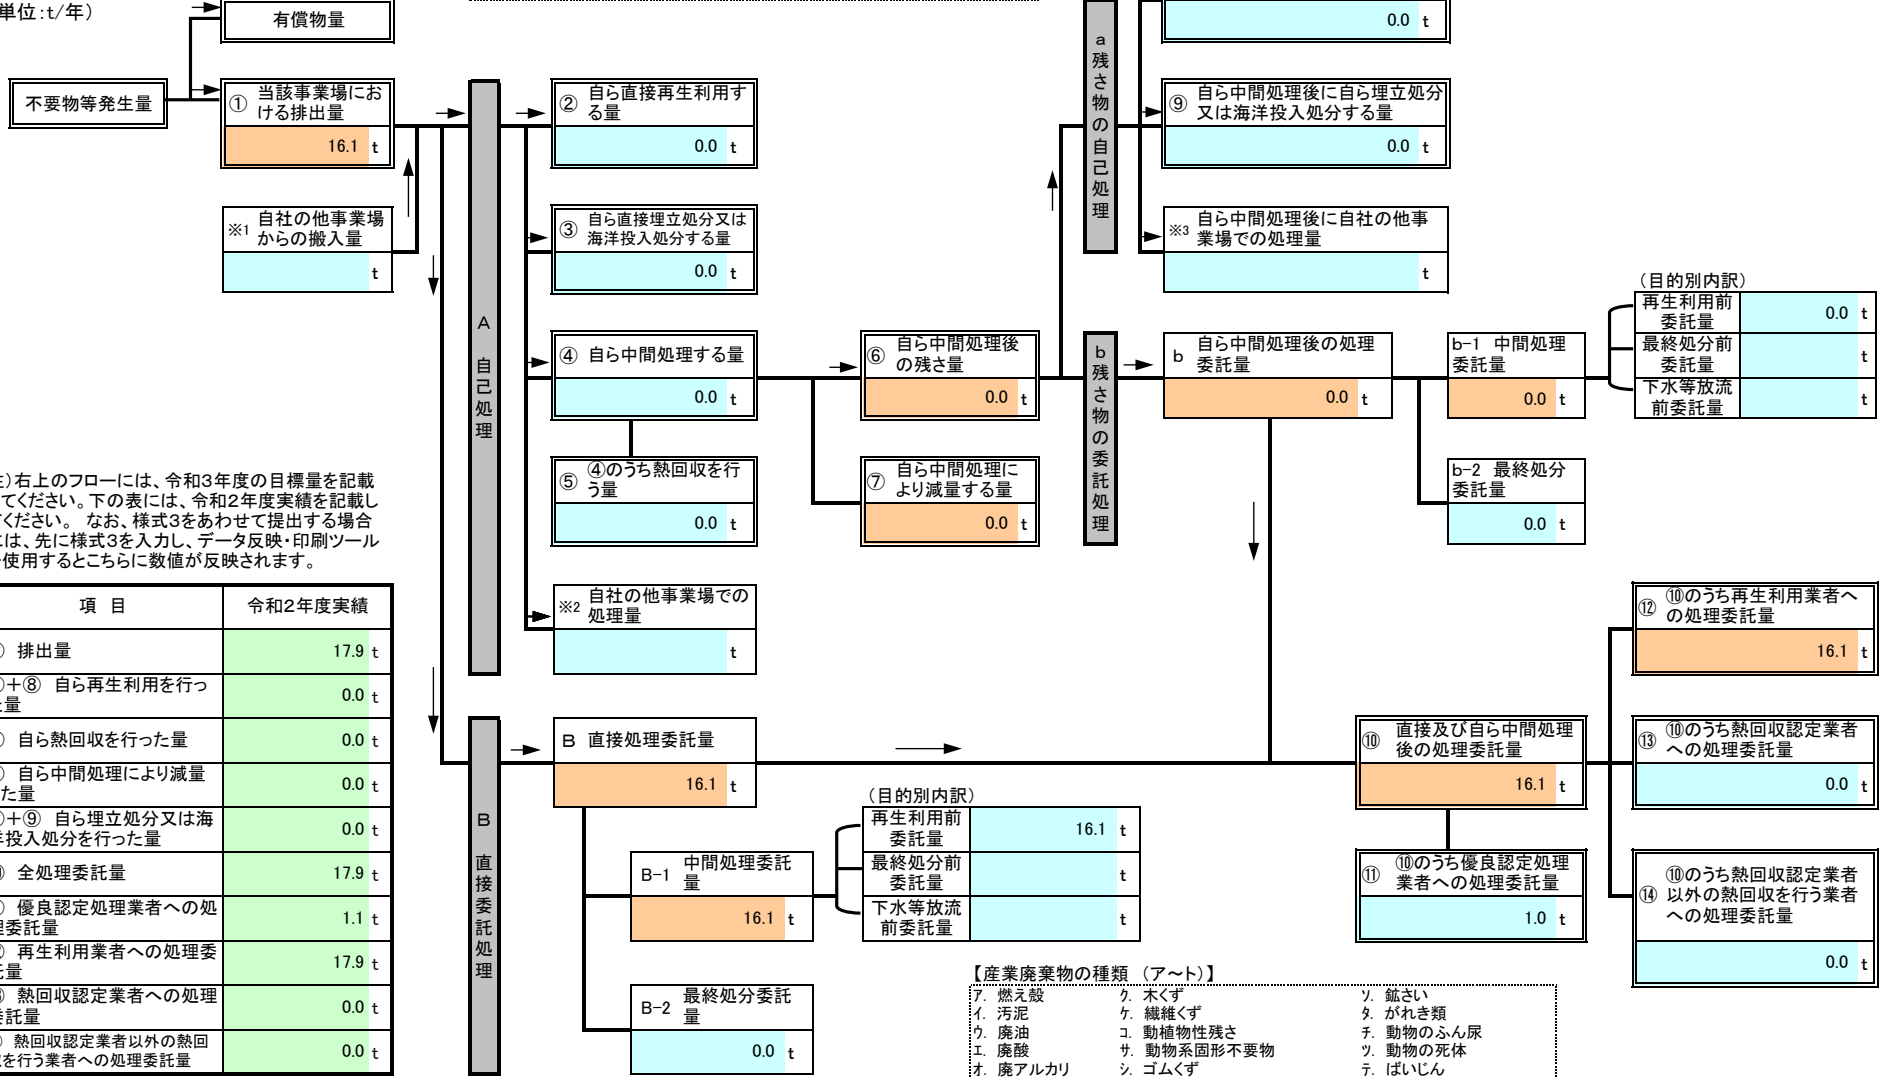 単位:t/年)
有償物量
不要物等発生量
① 当該事業場にお
ける排出量
16.1 t
※1 自社の他事業場
からの搬入量
t
A 自己処理
② 自ら直接再生利用す
る量
0.0 t
③ 自ら直接埋立処分又は
海洋投入処分する量
0.0 t
④ 自ら中間処理する量
0.0 t
⑤ ④のうち熱回収を行
う量
0.0 t
※2 自社の他事業場での
処理量
t
⑥ 自ら中間処理後
の残さ量
0.0 t
⑦ 自ら中間処理に
より減量する量
0.0 t
a 残さ物の自己処理
0.0 t
⑨ 自ら中間処理後に自ら埋立処分
又は海洋投入処分する量
0.0 t
※3 自ら中間処理後に自社の他事
業場での処理量
t
b 残さ物の委託処理
b 自ら中間処理後の処理
委託量
0.0 t
b-1 中間処理
委託量
0.0 t
b-2 最終処分
委託量
0.0 t
(目的別内訳)
再生利用前
委託量
0.0 t
最終処分前
委託量
t
下水等放流
前委託量
t
)右上のフローには、令和3年度の目標量を記載
てください。下の表には、令和2年度実績を記載し
ください。 なお、様式3をあわせて提出する場合
は、先に様式3を入力し、データ反映・印刷ツール
使用するとこちらに数値が反映されます。
項 目 令和2年度実績
) 排出量 17.9 t
)+⑧ 自ら再生利用を行っ
量 0.0 t
) 自ら熱回収を行った量 0.0 t
) 自ら中間処理により減量
た量 0.0 t
)+⑨ 自ら埋立処分又は海
洋投入処分を行った量 0.0 t
) 全処理委託量 17.9 t
) 優良認定処理業者への処
理委託量 1.1 t
) 再生利用業者への処理委
託量 17.9 t
) 熱回収認定業者への処理
委託量 0.0 t
) 熱回収認定業者以外の熱回
収を行う業者への処理委託量 0.0 t
B 直接委託処理
B 直接処理委託量
16.1 t
B-1 中間処理委託
量
16.1 t
B-2 最終処分委託
量
0.0 t
(目的別内訳)
再生利用前
委託量
16.1 t
最終処分前
委託量
t
下水等放流
前委託量
t
⑩ 直接及び自ら中間処理
後の処理委託量
16.1 t
⑪ ⑩のうち優良認定処理
業者への処理委託量
1.0 t
⑫ ⑩のうち再生利用業者へ
の処理委託量
16.1 t
⑬ ⑩のうち熱回収認定業者
への処理委託量
0.0 t
⑭ ⑩のうち熱回収認定業者
以外の熱回収を行う業者
への処理委託量
0.0 t
【産業廃棄物の種類 (ア~ト)】
ア. 燃え殻 ク. 木くず ソ. 鉱さい
イ. 汚泥 ケ. 繊維くず タ. がれき類
ウ. 廃油 コ. 動植物性残さ チ. 動物のふん尿
エ. 廃酸 サ. 動物系固形不要物 ツ. 動物の死体
オ. 廃アルカリ シ. ゴムくず テ. ばいじん